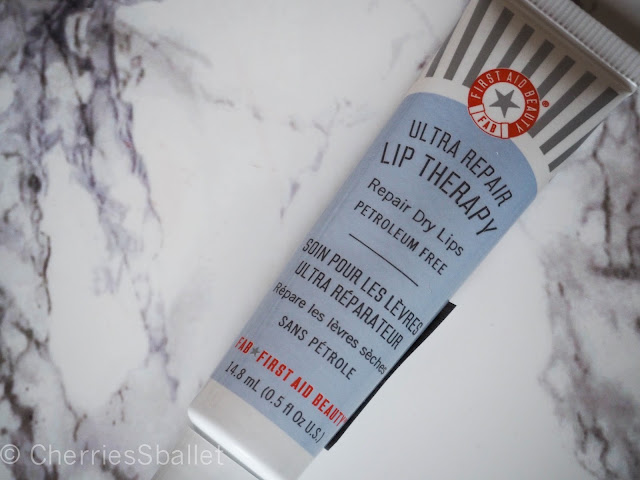 FIRST AID BEAUTY
FAB
®
ULTRA REPAIR
LIP THERAPY
Repair Dry Lips
PETROLEUM FREE
SOIN POUR LES LÈVRES
ULTRA RÉPARATEUR
Répare les lèvres sèches
SANS PÉTROLE
FAB★FIRST AID BEAUTY
14.8 mL (0.5 fl Oz U.S.)
© CherriesSballet